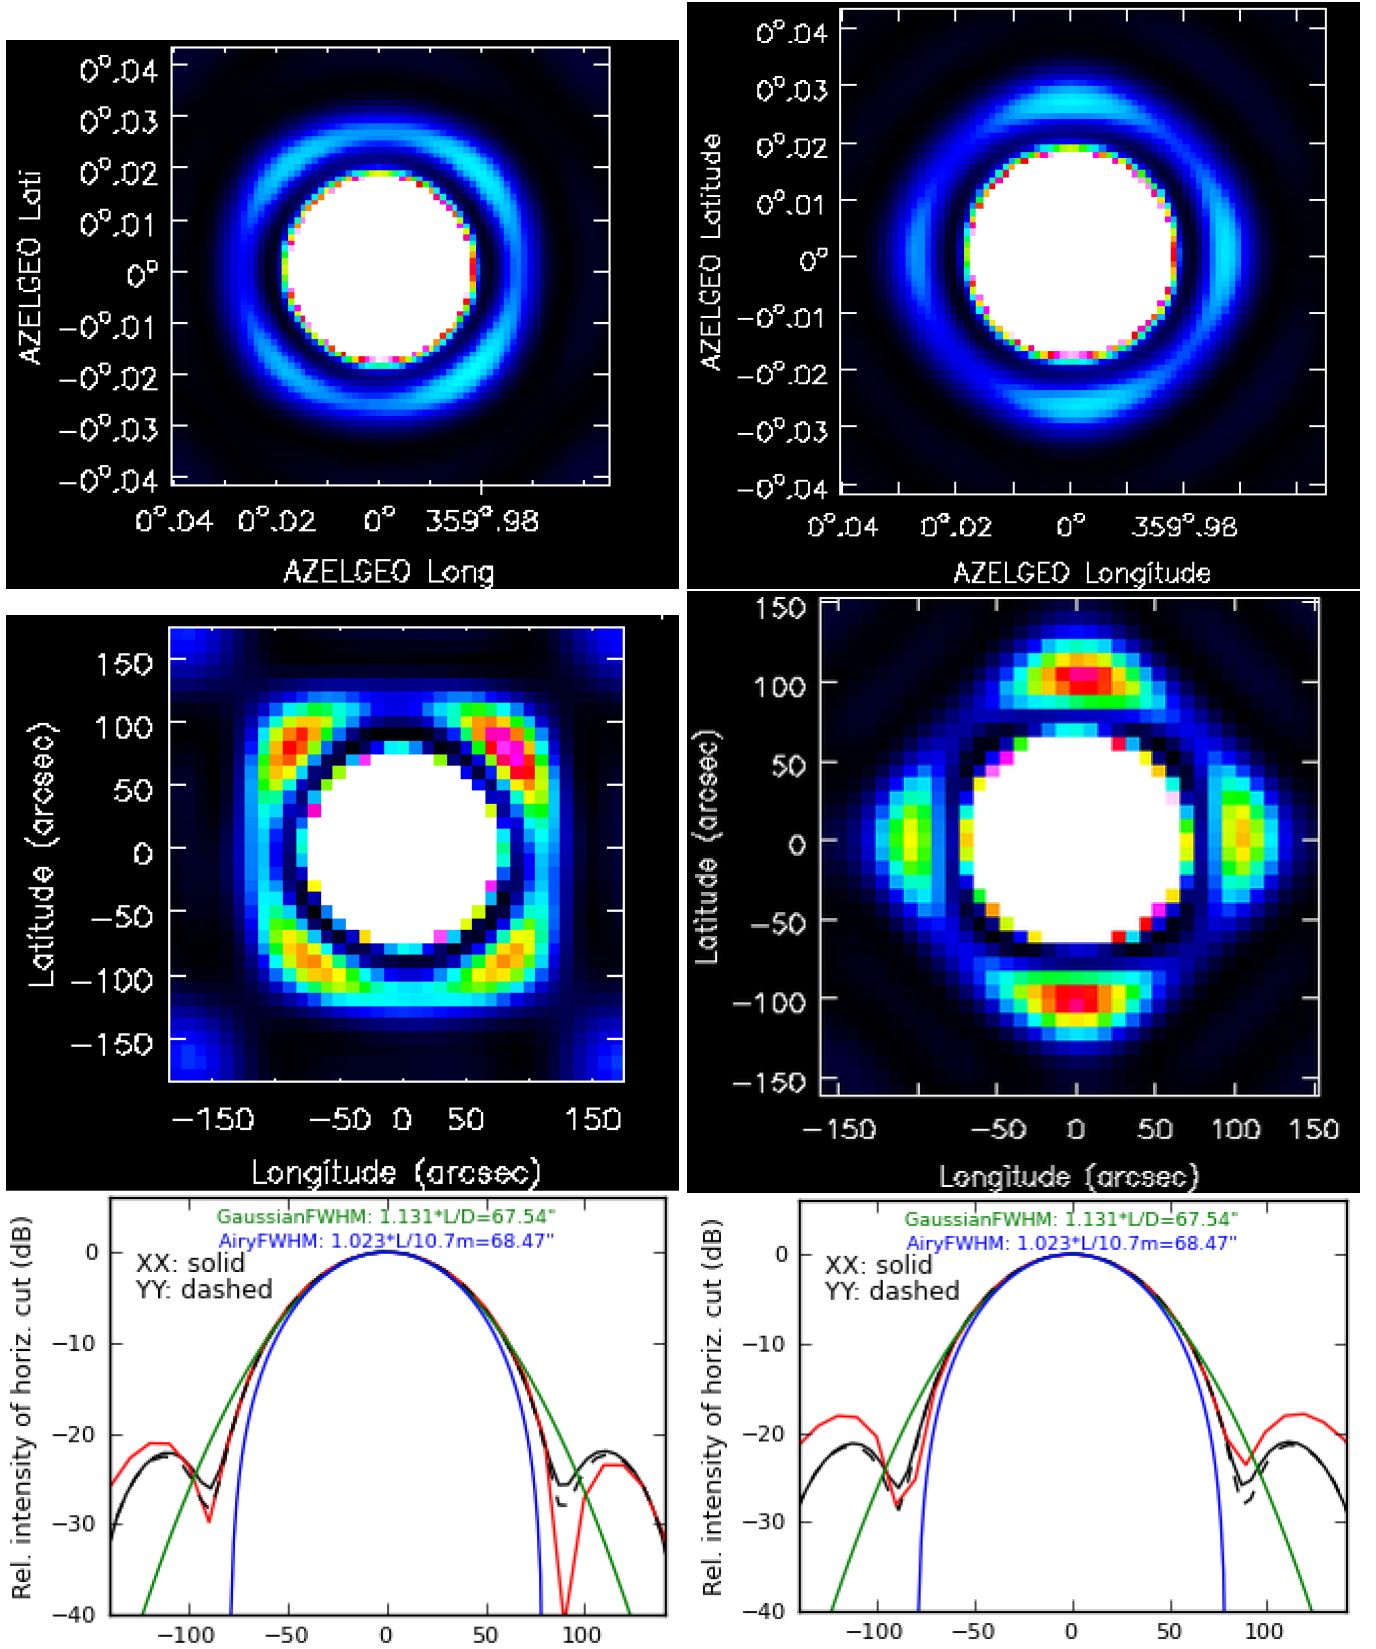 0°.04
0°.03
0°.02
0°.01
0°
−0°.01
−0°.02
−0°.03
−0°.04
AZELGEO Lati
0°.04 0°.02 0° 359°.98
AZELGEO Long
0°.04
0°.03
0°.02
0°.01
0°
−0°.01
−0°.02
−0°.03
−0°.04
AZELGEO Latitude
0°.04 0°.02 0° 359°.98
AZELGEO Longitude
150
100
50
0
−50
−100
−150
Latitude (arcsec)
−150 −50 0 50 150
Longitude (arcsec)
150
100
50
0
−50
−100
−150
Latitude (arcsec)
−150 −50 0 50 100 150
Longitude (arcsec)
GaussianFWHM: 1.131*L/D=67.54"
AiryFWHM: 1.023*L/10.7m=68.47"
XX: solid
YY: dashed
0
−10
−20
−30
−40
Rel. intensity of horiz. cut (dB)
−100 −50 0 50 100
GaussianFWHM: 1.131*L/D=67.54"
AiryFWHM: 1.023*L/10.7m=68.47"
XX: solid
YY: dashed
0
−10
−20
−30
−40
Rel. intensity of horiz. cut (dB)
−100 −50 0 50 100